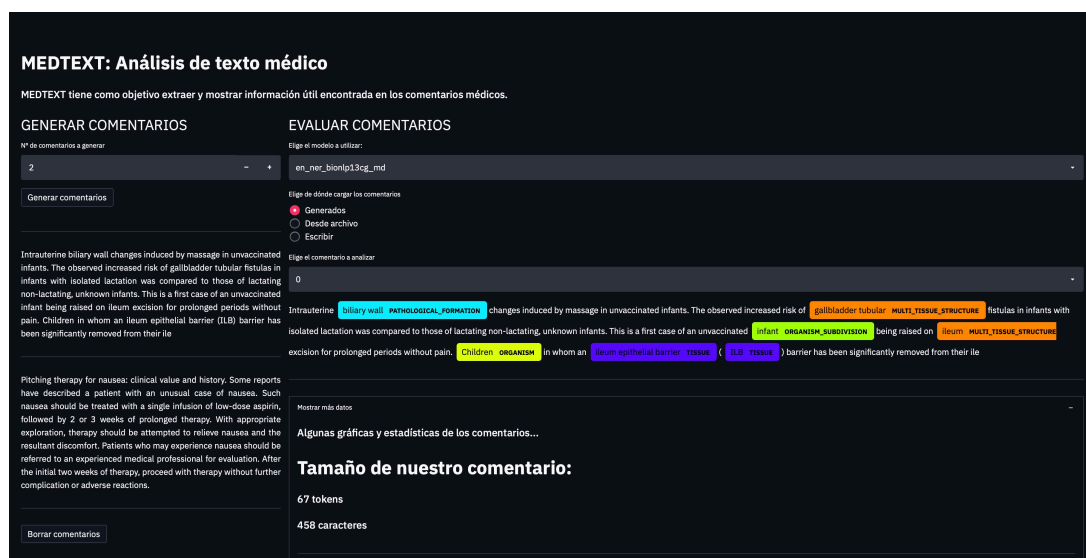 MEDTEXT: Análisis de texto médico
MEDTEXT tiene como objetivo extraer y mostrar información útil encontrada en los comentarios médicos.
GENERAR COMENTARIOS
Nº de comentarios a generar
2
−
+
Generar comentarios
Intrauterine biliary wall changes induced by massage in unvaccinated
infants. The observed increased risk of gallbladder tubular fistulas in
infants with isolated lactation was compared to those of lactating
non-lactating, unknown infants. This is a first case of an unvaccinated
infant being raised on ileum excision for prolonged periods without
pain. Children in whom an ileum epithelial barrier (ILB) barrier has
been significantly removed from their ile
Pitching therapy for nausea: clinical value and history. Some reports
have described a patient with an unusual case of nausea. Such
nausea should be treated with a single infusion of low-dose aspirin,
followed by 2 or 3 weeks of prolonged therapy. With appropriate
exploration, therapy should be attempted to relieve nausea and the
resultant discomfort. Patients who may experience nausea should be
referred to an experienced medical professional for evaluation. After
the initial two weeks of therapy, proceed with therapy without further
complication or adverse reactions.
Borrar comentarios
EVALUAR COMENTARIOS
Elige el modelo a utilizar:
en_ner_bionlp13cg_md
Elige de dónde cargar los comentarios
Generados
Desde archivo
Escribir
Elige el comentario a analizar
0
Intrauterine biliary wall PATHOLOGICAL_FORMATION changes induced by massage in unvaccinated infants. The observed increased risk of gallbladder tubular MULTI_TISSUE_STRUCTURE fistulas in infants with
isolated lactation was compared to those of lactating non-lactating, unknown infants. This is a first case of an unvaccinated infant ORGANISM_SUBDIVISION being raised on ileum MULTI_TISSUE_STRUCTURE
excision for prolonged periods without pain. Children ORGANISM in whom an ileum epithelial barrier TISSUE ( ILB TISSUE ) barrier has been significantly removed from their ile
Mostrar más datos
−
Algunas gráficas y estadísticas de los comentarios...
Tamaño de nuestro comentario:
67 tokens
458 caracteres